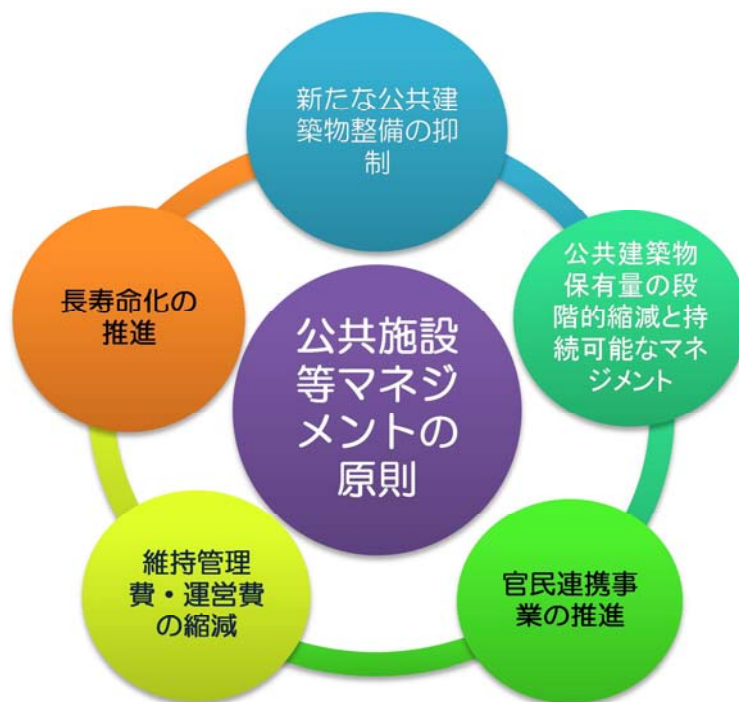 新たな公共建
築物整備の抑
制
公共建築物
保有量の段
階的縮減と持
続可能なマネ
ジメント
官民連携事
業の推進
維持管理
費・運営費
の縮減
長寿命化の
推進
公共施設
等マネジ
メントの
原則